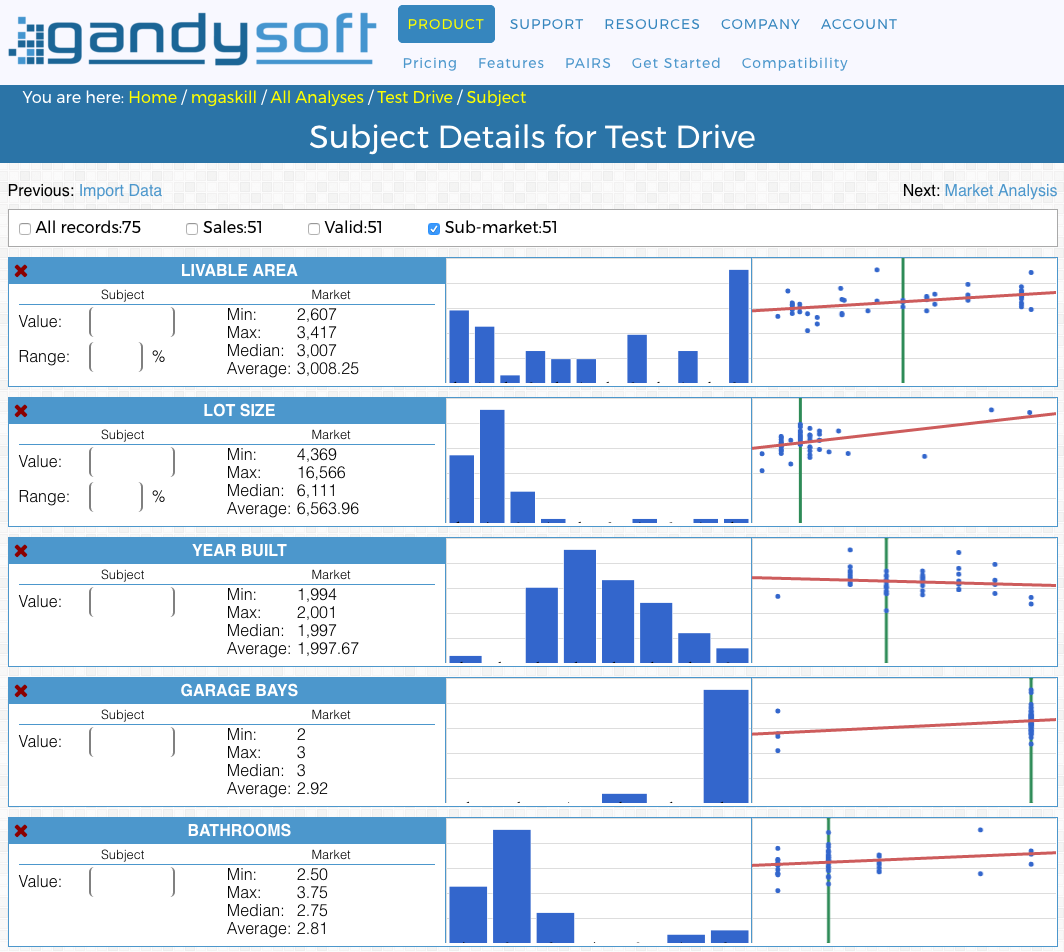 gandysoft
PRODUCT SUPPORT RESOURCES COMPANY ACCOUNT
Pricing Features PAIRS Get Started Compatibility
You are here: Home / mgaskill / All Analyses / Test Drive / Subject
Subject Details for Test Drive
Previous: Import Data
Next: Market Analysis
All records:75 Sales:51 Valid:51 Sub-market:51
LIVABLE AREA
Subject Market
Value:
Range: %
Min: 2,607
Max: 3,417
Median: 3,007
Average: 3,008.25
LOT SIZE
Subject Market
Value:
Range: %
Min: 4,369
Max: 16,566
Median: 6,111
Average: 6,563.96
YEAR BUILT
Subject Market
Value:
Min: 1,994
Max: 2,001
Median: 1,997
Average: 1,997.67
GARAGE BAYS
Subject Market
Value:
Min: 2
Max: 3
Median: 3
Average: 2.92
BATHROOMS
Subject Market
Value:
Min: 2.50
Max: 3.75
Median: 2.75
Average: 2.81